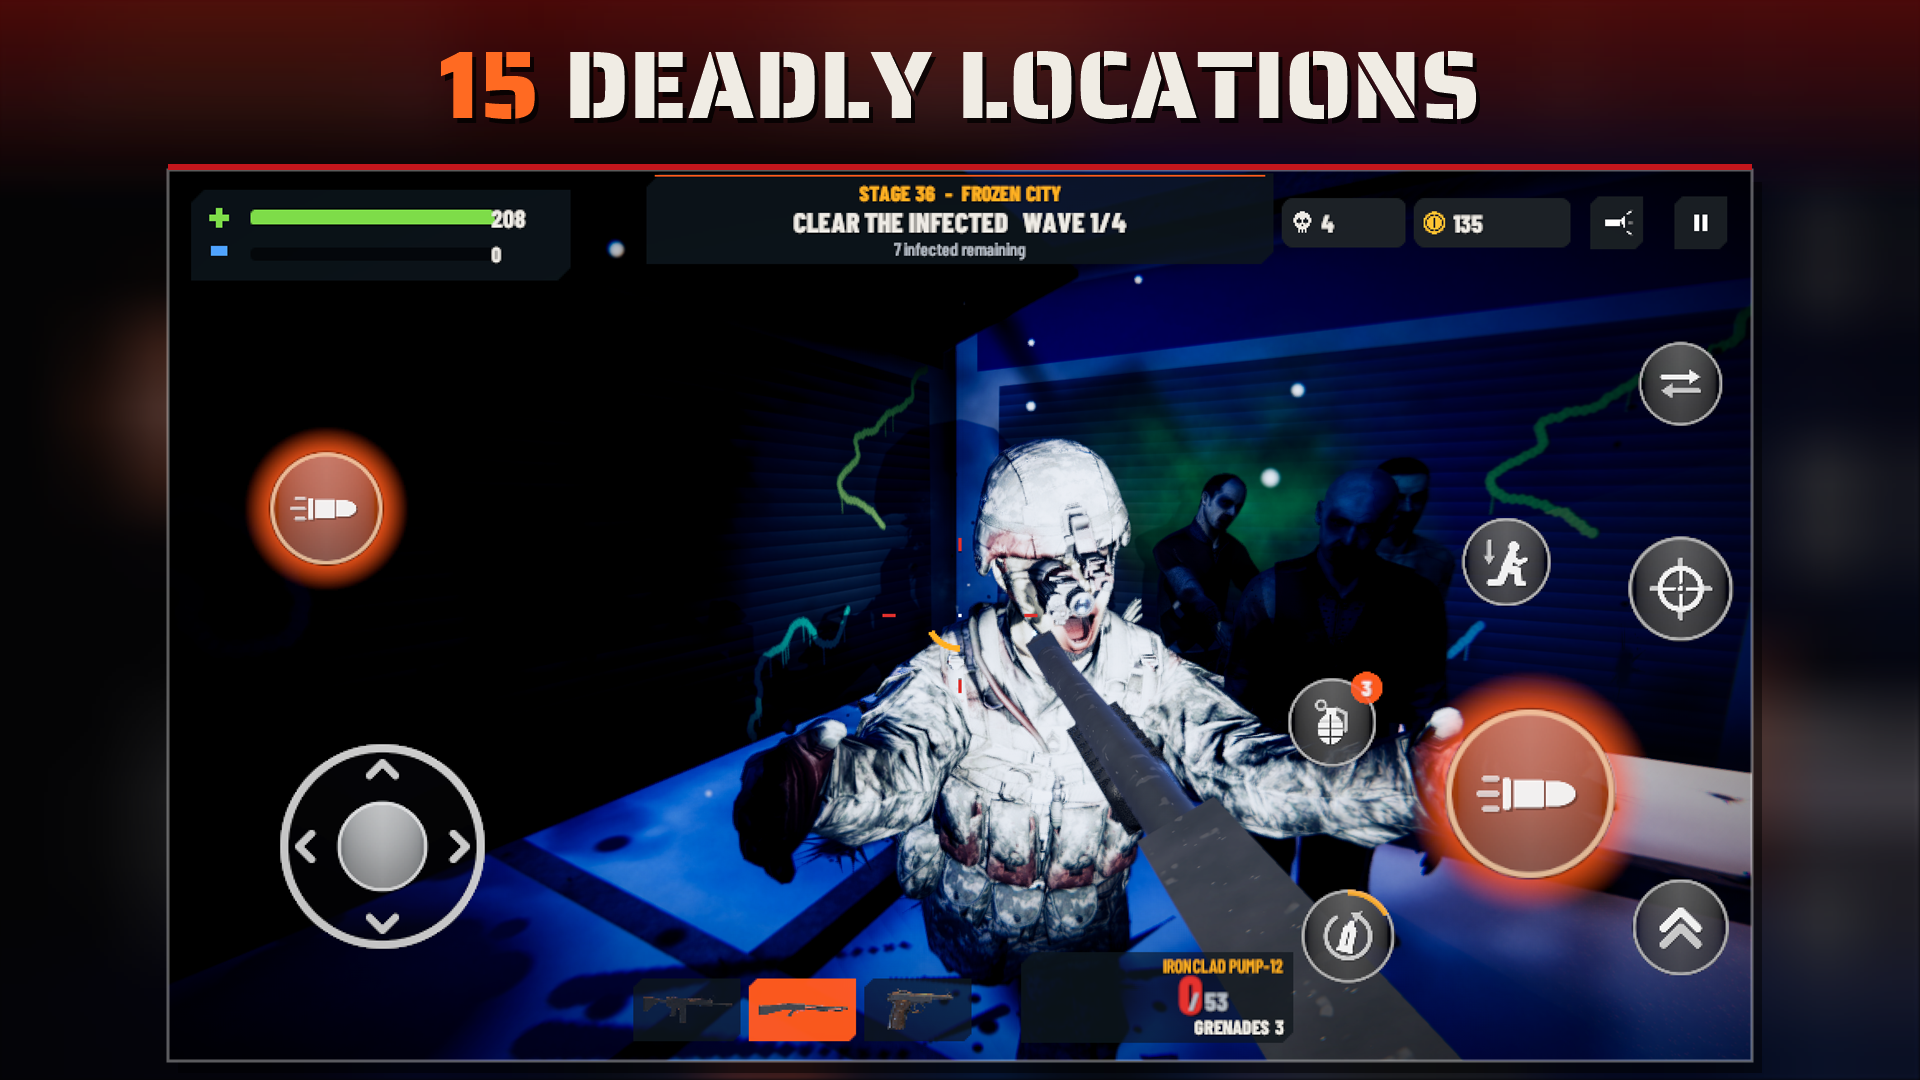 15 DEADLY LOCATIONS
208
0
STAGE 36 - FROZEN CITY
CLEAR THE INFECTED WAVE 1/4
7 infected remaining
4
135
3
IRONCLAD PUMP-12
0/53
GRENADES 3